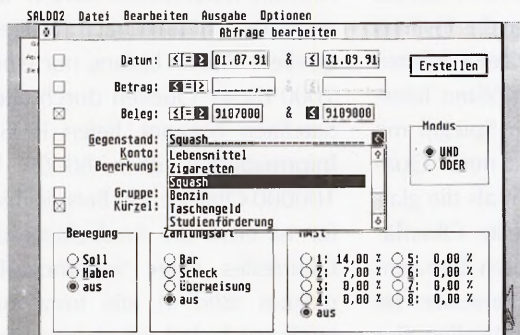 SALDO2 Datei Bearbeiten Ausgabe Optionen
Abfrage bearbeiten
Datum: < = > 01.07.91 & < 31.09.91
Erstellen
Betrag: < = > ______,__ &
Beleg: < = > 9107000 & < 9109000
Modus
UND
ODER
Gegenstand: Squash
Konto: Lebensmittel
Bemerkung: Zigaretten
Squash
Gruppe: Benzin
Kürzel: Taschengeld
Studienförderung
Bewegung Zahlungsart MWSt
Soll Bar 1: 14,00 % 5: 0,00 %
Haben Scheck 2: 7,00 % 6: 0,00 %
aus Überweisung 3: 0,00 % 7: 0,00 %
aus 4: 0,00 % 8: 0,00 %
aus